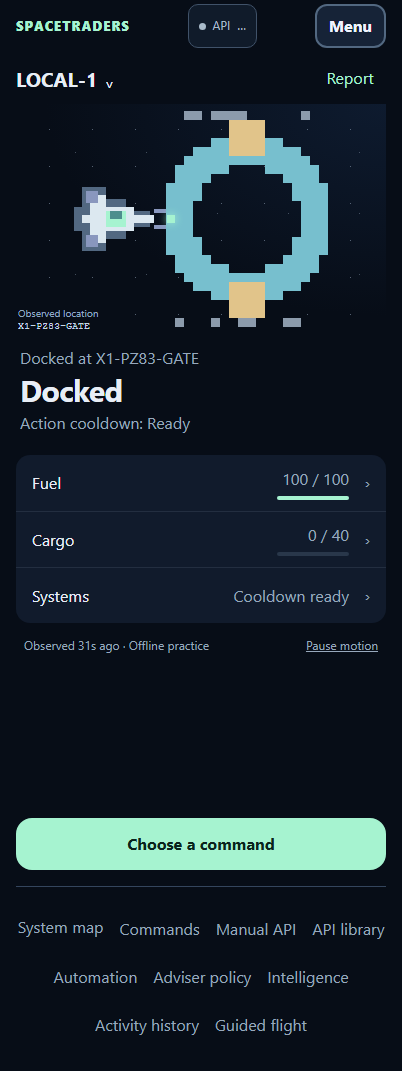 SPACETRADERS
API ...
Menu
LOCAL-1 v
Report
Observed location
X1-PZ83-GATE
Docked at X1-PZ83-GATE
Docked
Action cooldown: Ready
Fuel 100 / 100 ›
Cargo 0 / 40 ›
Systems Cooldown ready ›
Observed 31s ago · Offline practice Pause motion
Choose a command
System map Commands Manual API API library
Automation Adviser policy Intelligence
Activity history Guided flight